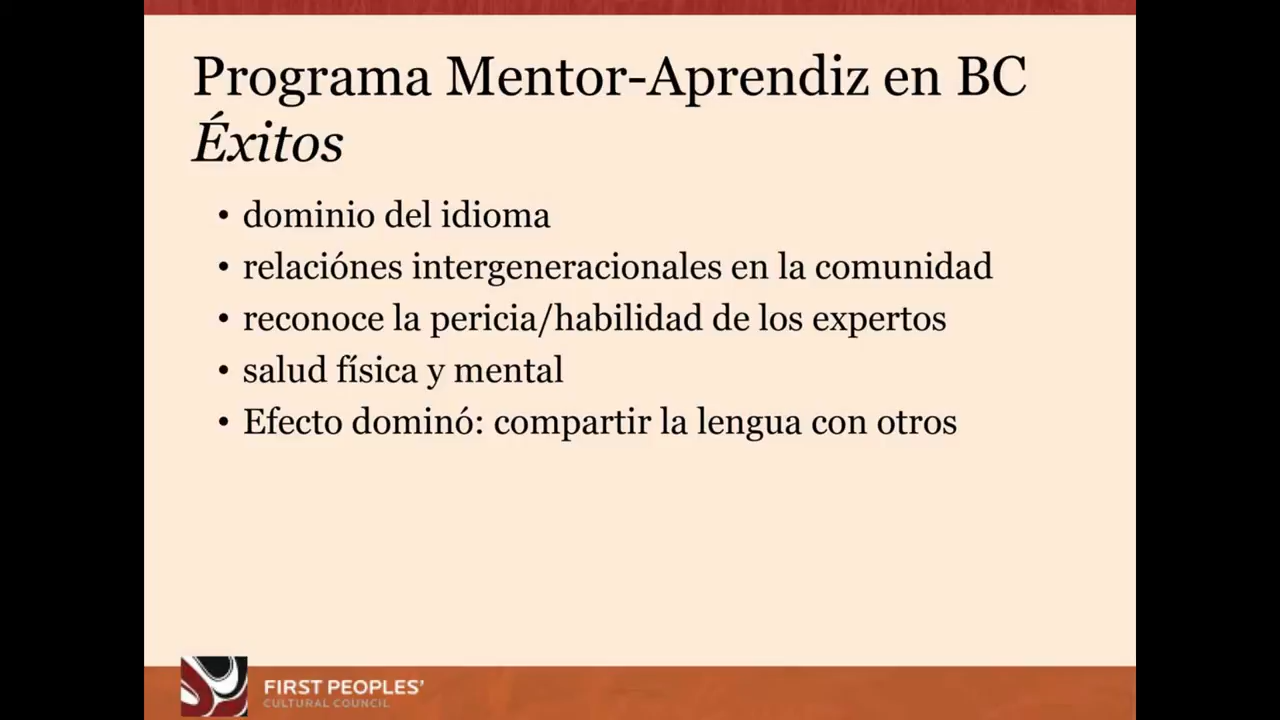 Programa Mentor-Aprendiz en BC
Éxitos
• dominio del idioma
• relaciónes intergeneracionales en la comunidad
• reconoce la pericia/habilidad de los expertos
• salud física y mental
• Efecto dominó: compartir la lengua con otros
FIRST PEOPLES’
CULTURAL COUNCIL